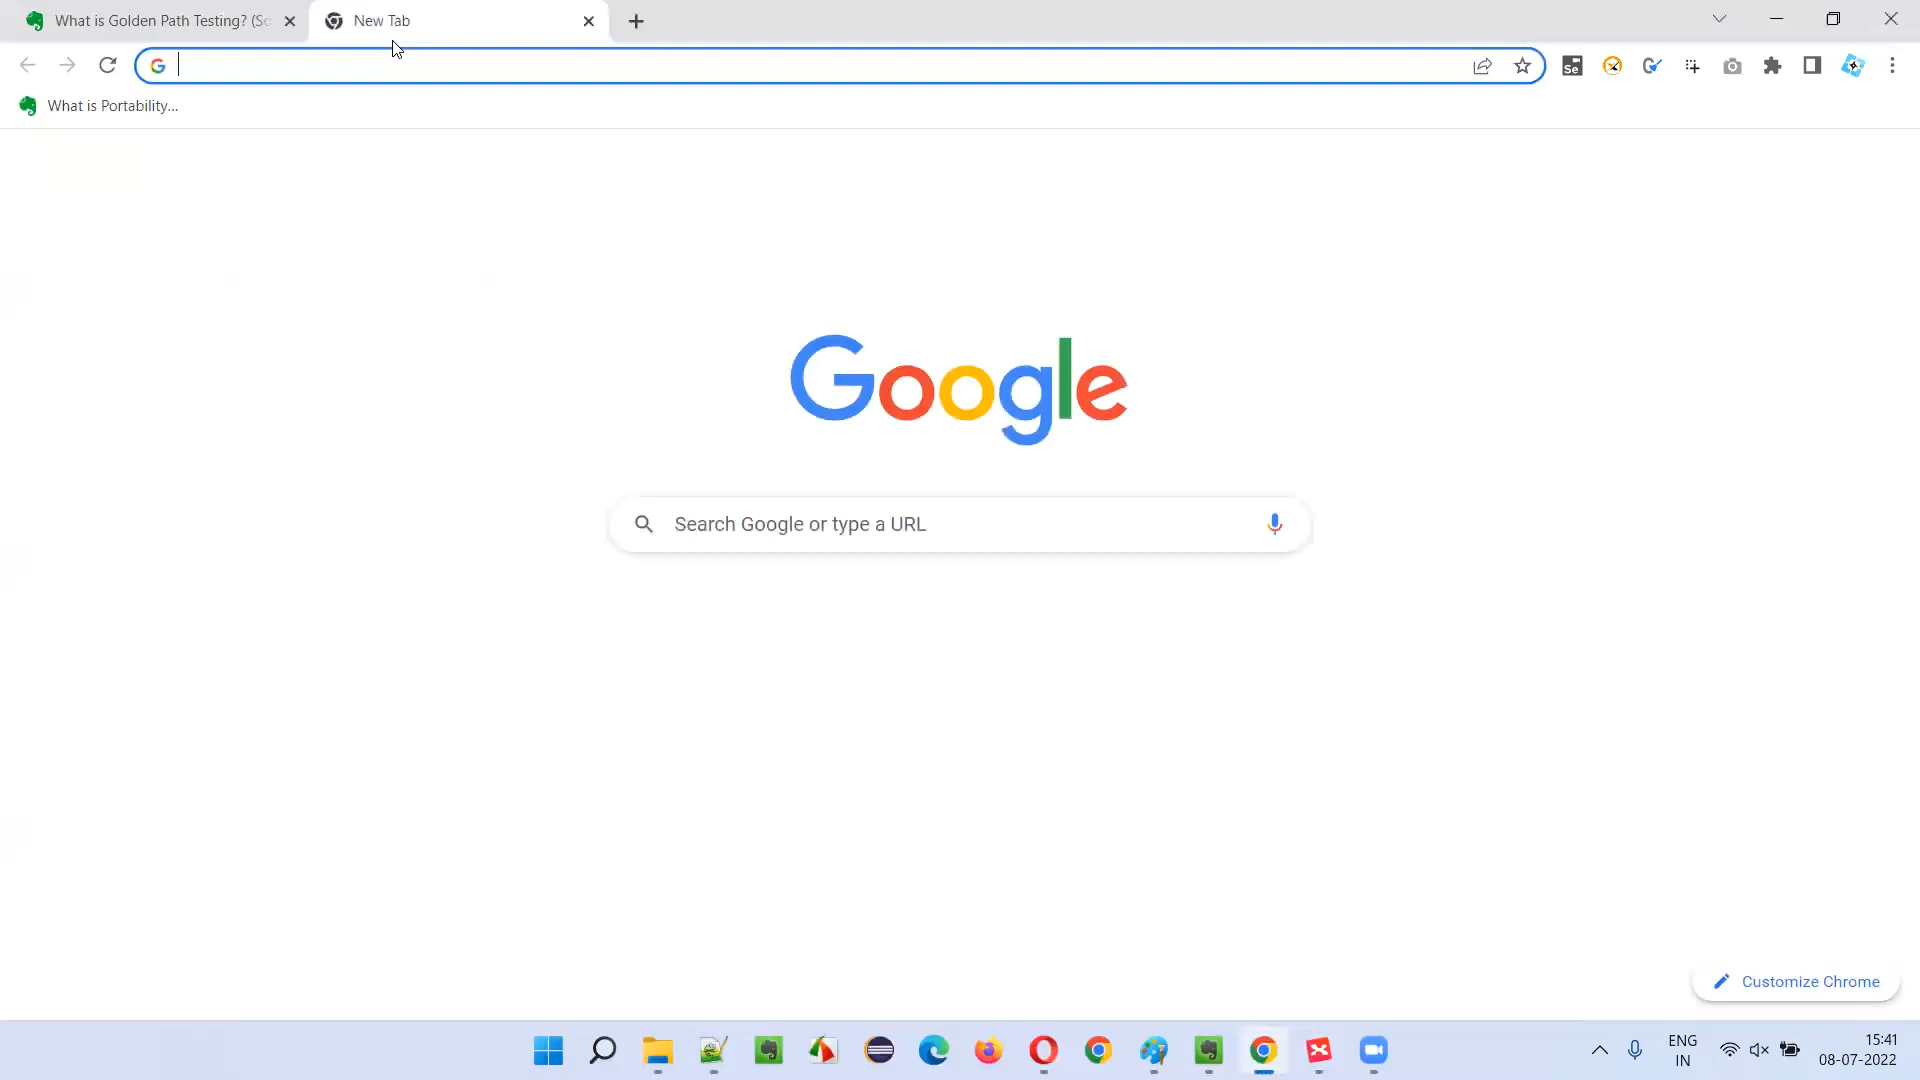 What is Golden Path Testing? (So
New Tab
What is Portability...
Google
Search Google or type a URL
Customize Chrome
ENG
IN
15:41
08-07-2022